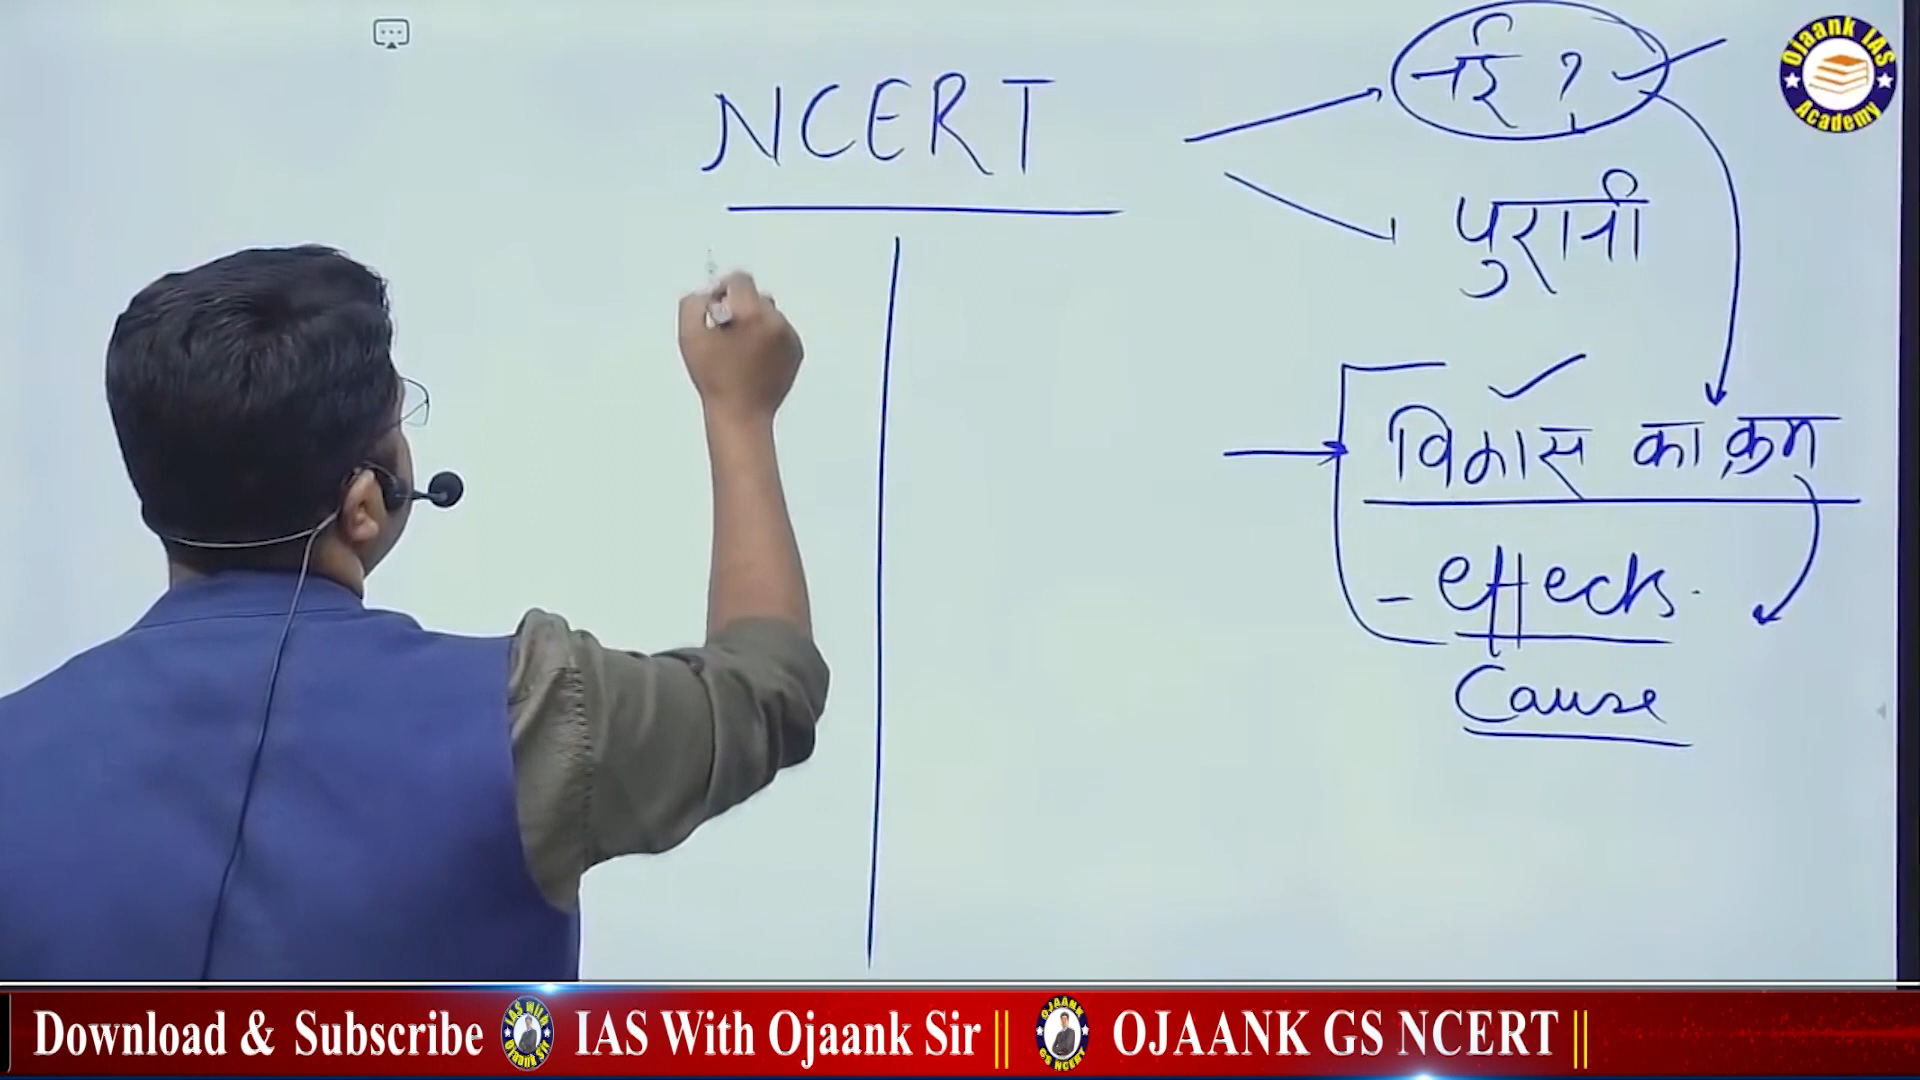 NCERT
नई ?
पुरानी
विकास का क्रम
- effects.
Cause
Ojaank IAS
Academy
Download & Subscribe IAS With Ojaank Sir || OJAANK GS NCERT ||